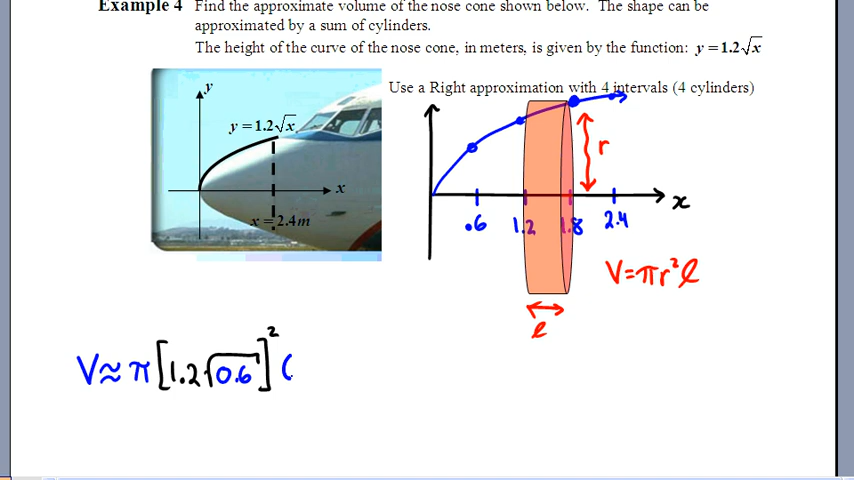 Example 4 Find the approximate volume of the nose cone shown below. The shape can be
approximated by a sum of cylinders.
The height of the curve of the nose cone, in meters, is given by the function: y = 1.2√x
Use a Right approximation with 4 intervals (4 cylinders)
y
y = 1.2√x
x
x = 2.4m
r
x
.6 1.2 1.8 2.4
V=πr²l
l
V≈π[1.2√0.6]² (